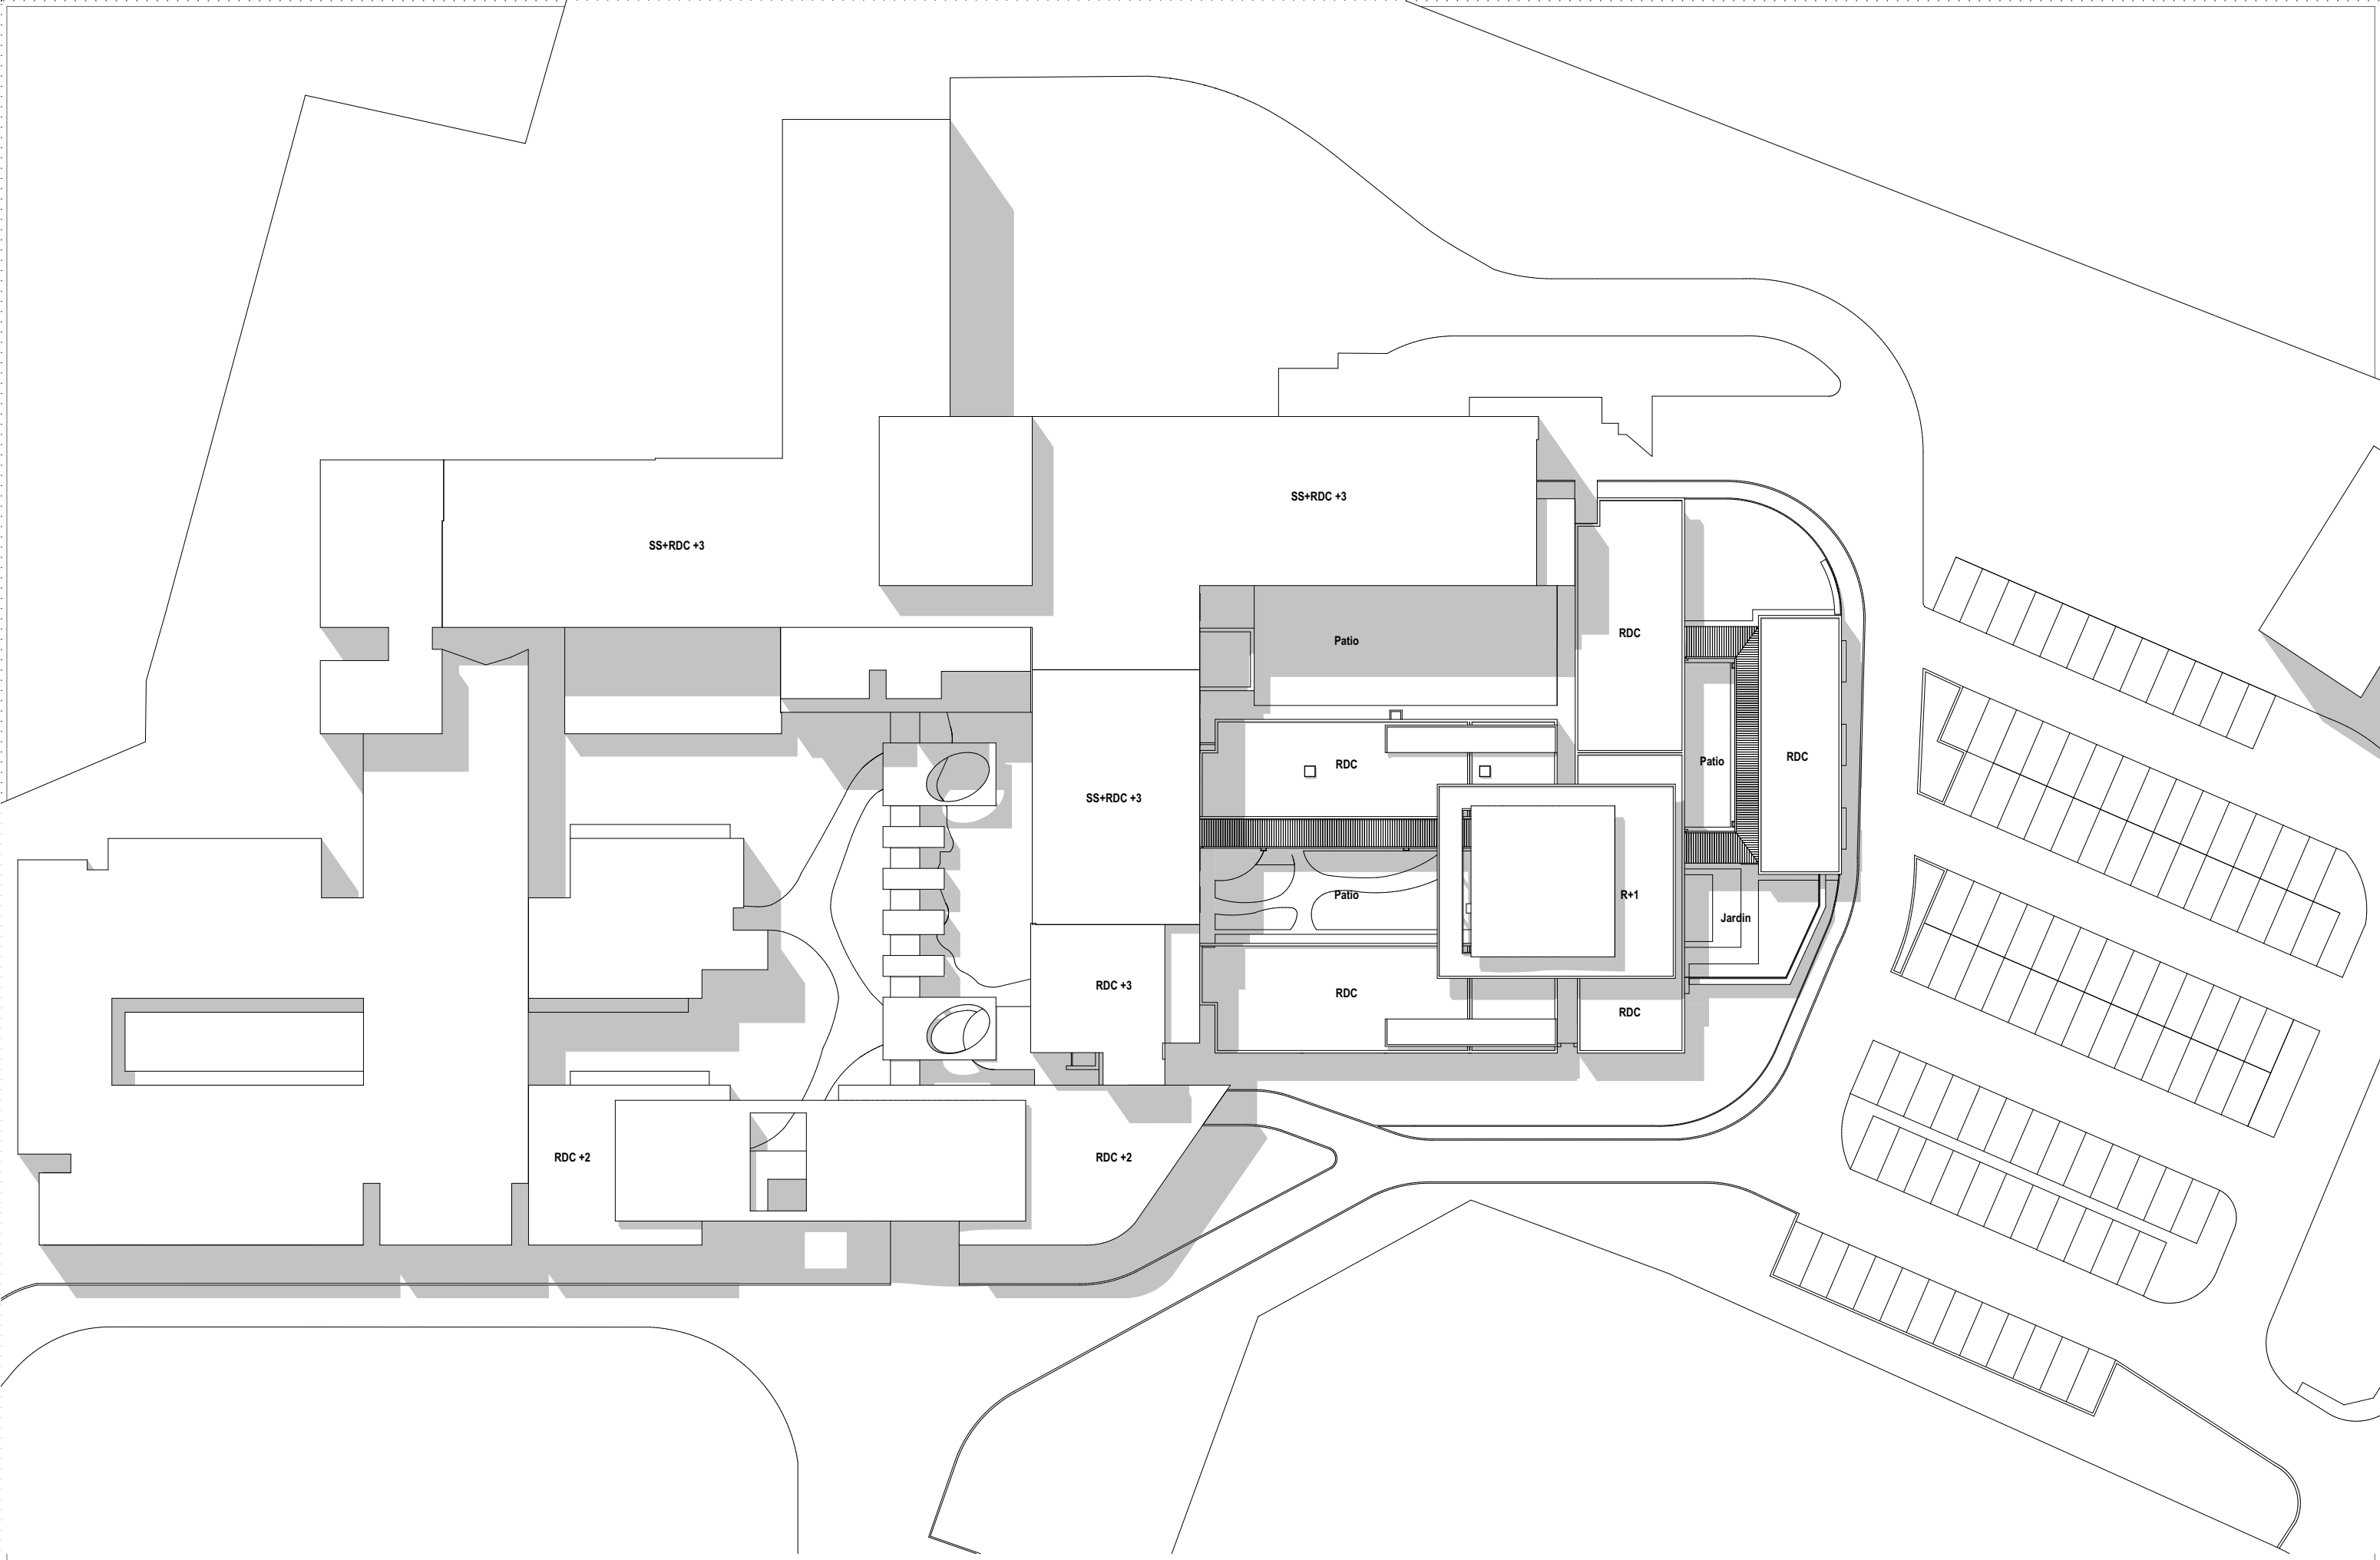 SS+RDC +3
SS+RDC +3
RDC
Patio
RDC
Patio
RDC
SS+RDC +3
Patio
R+1
Jardin
RDC +3
RDC
RDC
RDC +2
RDC +2